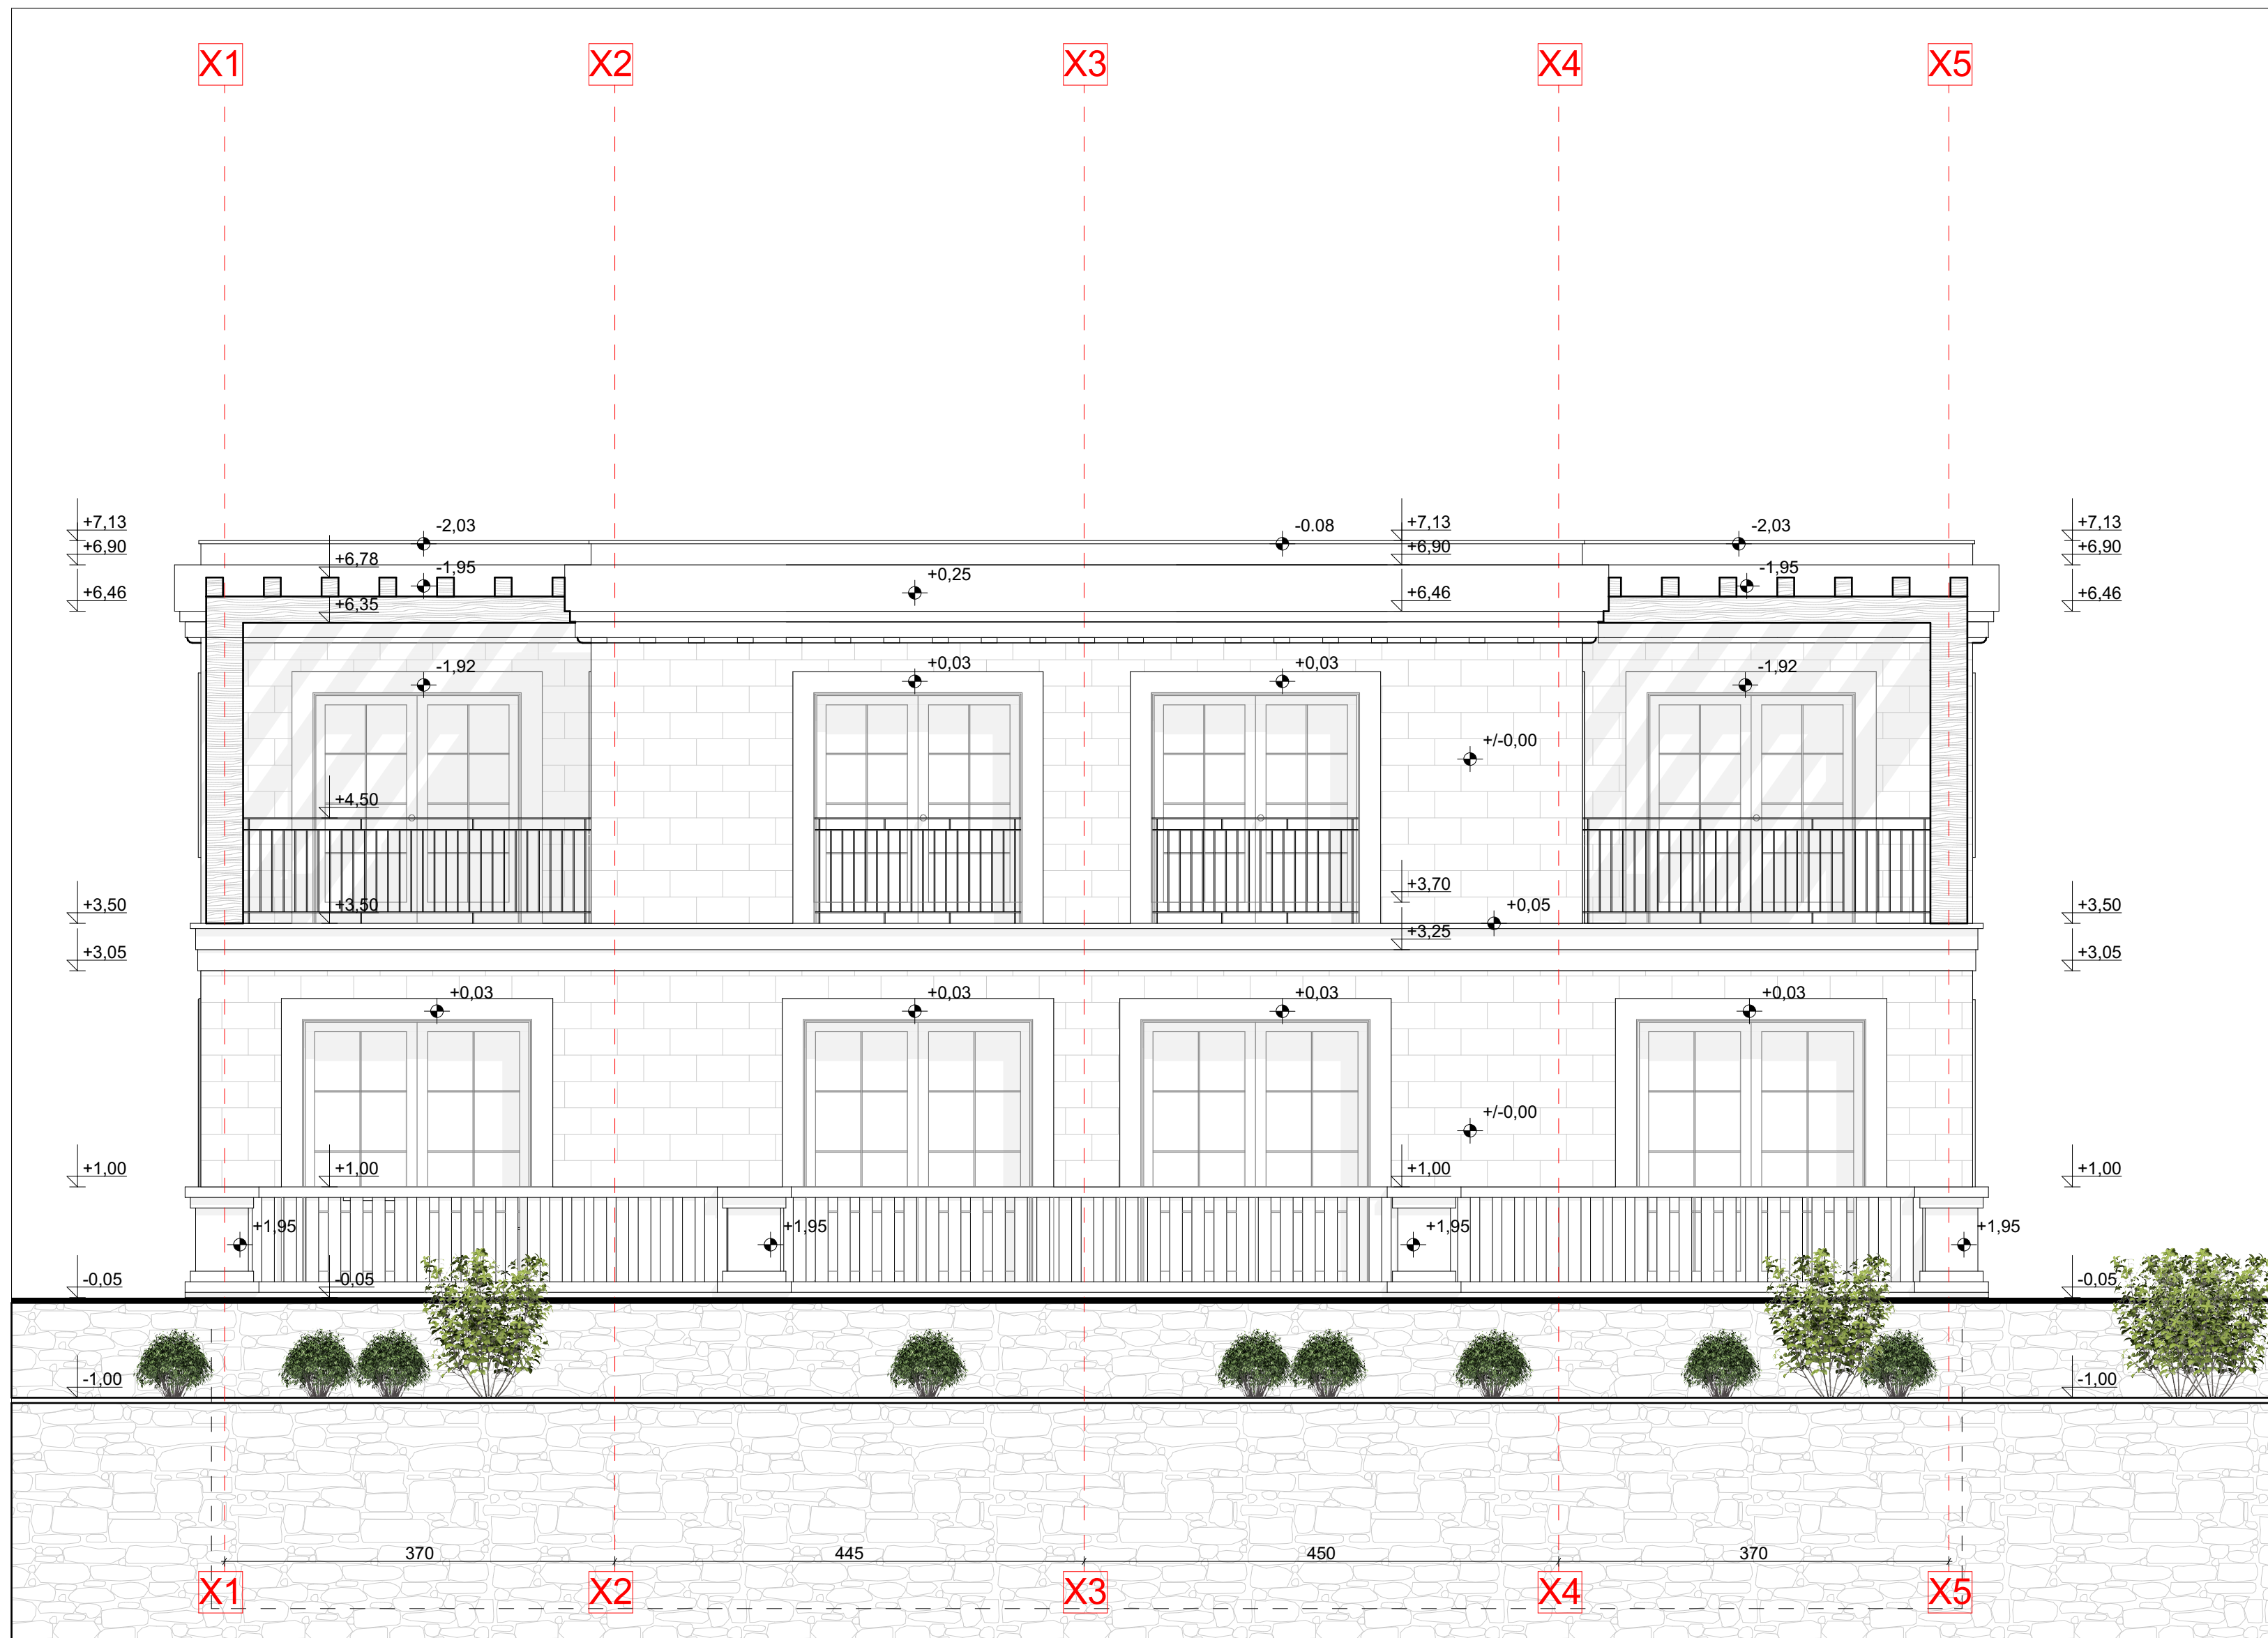 X1 X2 X3 X4 X5
+7,13 -2,03 -0.08 +7,13 -2,03 +7,13
+6,90 +6,90 +6,90
+6,78 -1,95 +0,25 -1,95
+6,46 +6,35 +6,46 +6,46
-1,92 +0,03 +0,03 -1,92
+/-0,00
+4,50
+3,70
+3,50 +3,50 +0,05 +3,50
+3,25
+3,05 +3,05
+0,03 +0,03 +0,03 +0,03
+/-0,00
+1,00 +1,00 +1,00 +1,00
+1,95 +1,95 +1,95 +1,95
-0,05 -0,05 -0,05
-1,00 -1,00
370 445 450 370
X1 X2 X3 X4 X5